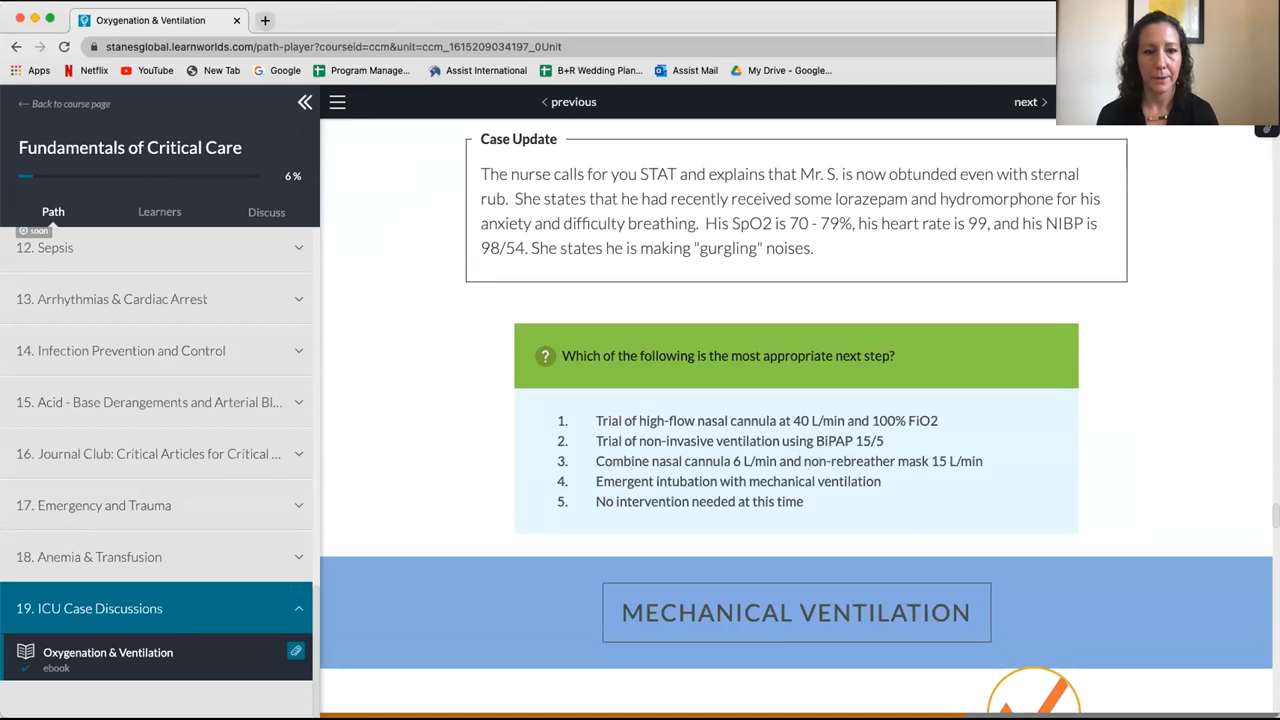 Oxygenation & Ventilation
stanesglobal.learnworlds.com/path-player?courseid=ccm&unit=ccm_1615209034197_0Unit
Apps Netflix YouTube New Tab Google Program Manage... Assist International B+R Wedding Plan... Assist Mail My Drive - Google...
← Back to course page
previous
next
Fundamentals of Critical Care
6 %
Path Learners Discuss
soon
12. Sepsis
13. Arrhythmias & Cardiac Arrest
14. Infection Prevention and Control
15. Acid - Base Derangements and Arterial Bl...
16. Journal Club: Critical Articles for Critical ...
17. Emergency and Trauma
18. Anemia & Transfusion
19. ICU Case Discussions
Oxygenation & Ventilation
ebook
Case Update
The nurse calls for you STAT and explains that Mr. S. is now obtunded even with sternal
rub. She states that he had recently received some lorazepam and hydromorphone for his
anxiety and difficulty breathing. His SpO2 is 70 - 79%, his heart rate is 99, and his NIBP is
98/54. She states he is making "gurgling" noises.
? Which of the following is the most appropriate next step?
1. Trial of high-flow nasal cannula at 40 L/min and 100% FiO2
2. Trial of non-invasive ventilation using BiPAP 15/5
3. Combine nasal cannula 6 L/min and non-rebreather mask 15 L/min
4. Emergent intubation with mechanical ventilation
5. No intervention needed at this time
MECHANICAL VENTILATION